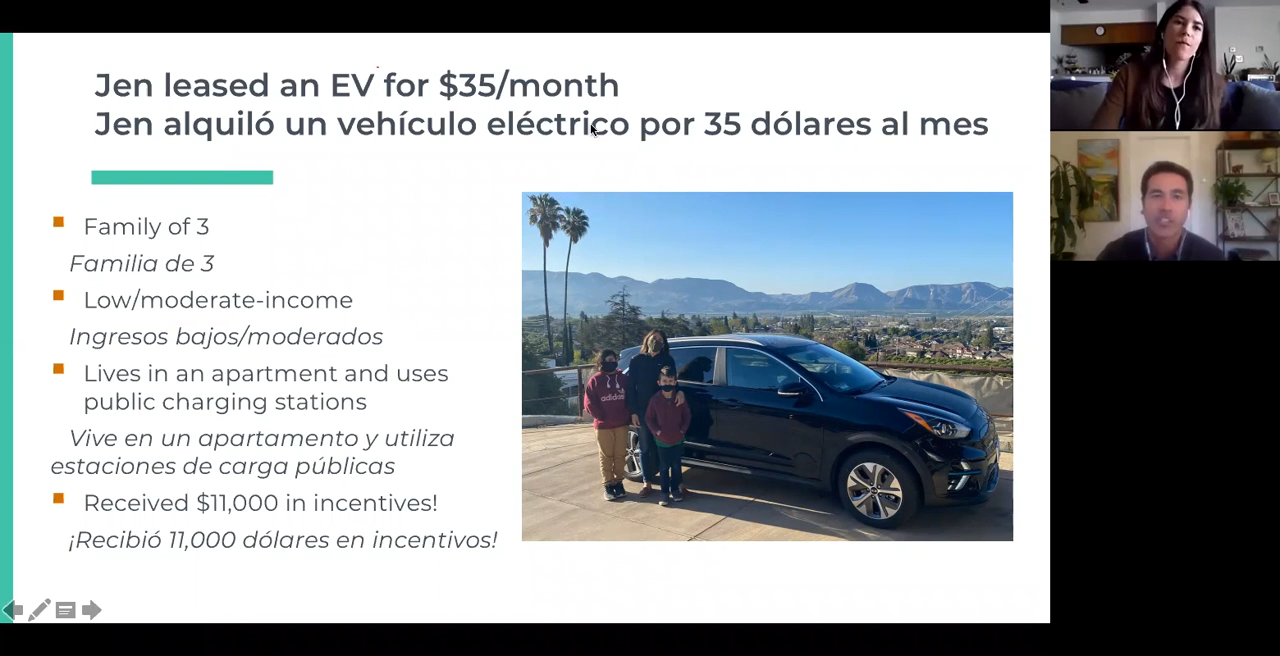 Jen leased an EV for $35/month
Jen alquiló un vehículo eléctrico por 35 dólares al mes
Family of 3
Familia de 3
Low/moderate-income
Ingresos bajos/moderados
Lives in an apartment and uses
public charging stations
Vive en un apartamento y utiliza
estaciones de carga públicas
Received $11,000 in incentives!
¡Recibió 11,000 dólares en incentivos!
adidas